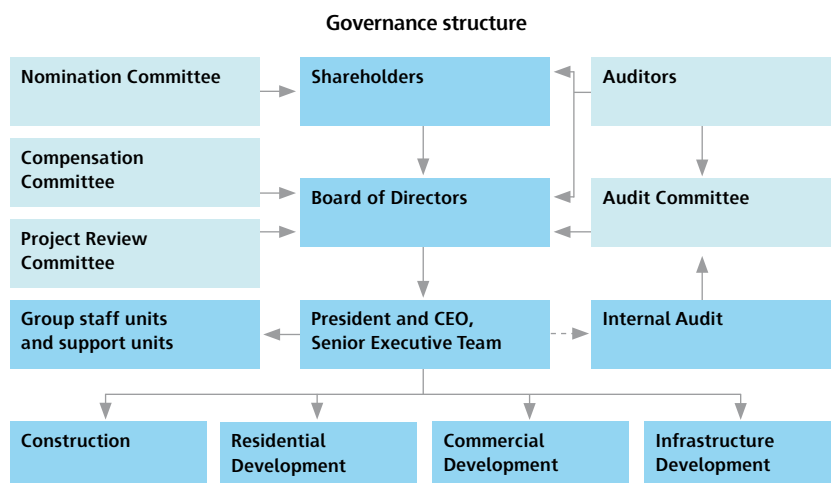 Governance structure
Nomination Committee
Shareholders
Auditors
Compensation
Committee
Board of Directors
Audit Committee
Project Review
Committee
Group staff units
and support units
President and CEO,
Senior Executive Team
Internal Audit
Construction
Residential
Development
Commercial
Development
Infrastructure
Development